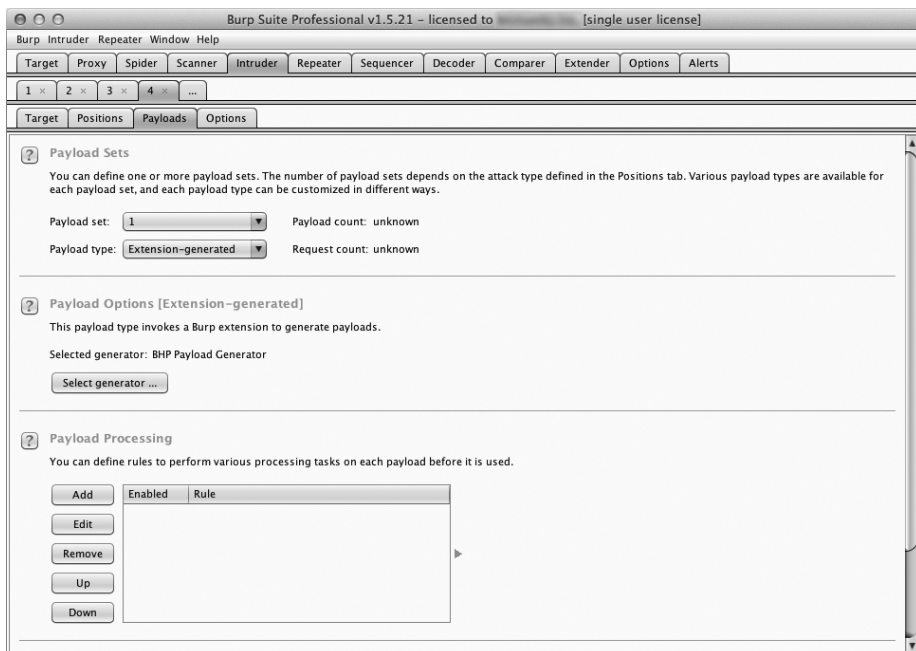 Burp Suite Professional v1.5.21 – licensed to [single user license]
Burp Intruder Repeater Window Help
Target Proxy Spider Scanner Intruder Repeater Sequencer Decoder Comparer Extender Options Alerts
1 × 2 × 3 × 4 × ...
Target Positions Payloads Options
? Payload Sets
You can define one or more payload sets. The number of payload sets depends on the attack type defined in the Positions tab. Various payload types are available for
each payload set, and each payload type can be customized in different ways.
Payload set: 1 Payload count: unknown
Payload type: Extension-generated Request count: unknown
? Payload Options [Extension-generated]
This payload type invokes a Burp extension to generate payloads.
Selected generator: BHP Payload Generator
Select generator ...
? Payload Processing
You can define rules to perform various processing tasks on each payload before it is used.
Add Enabled Rule
Edit
Remove
Up
Down